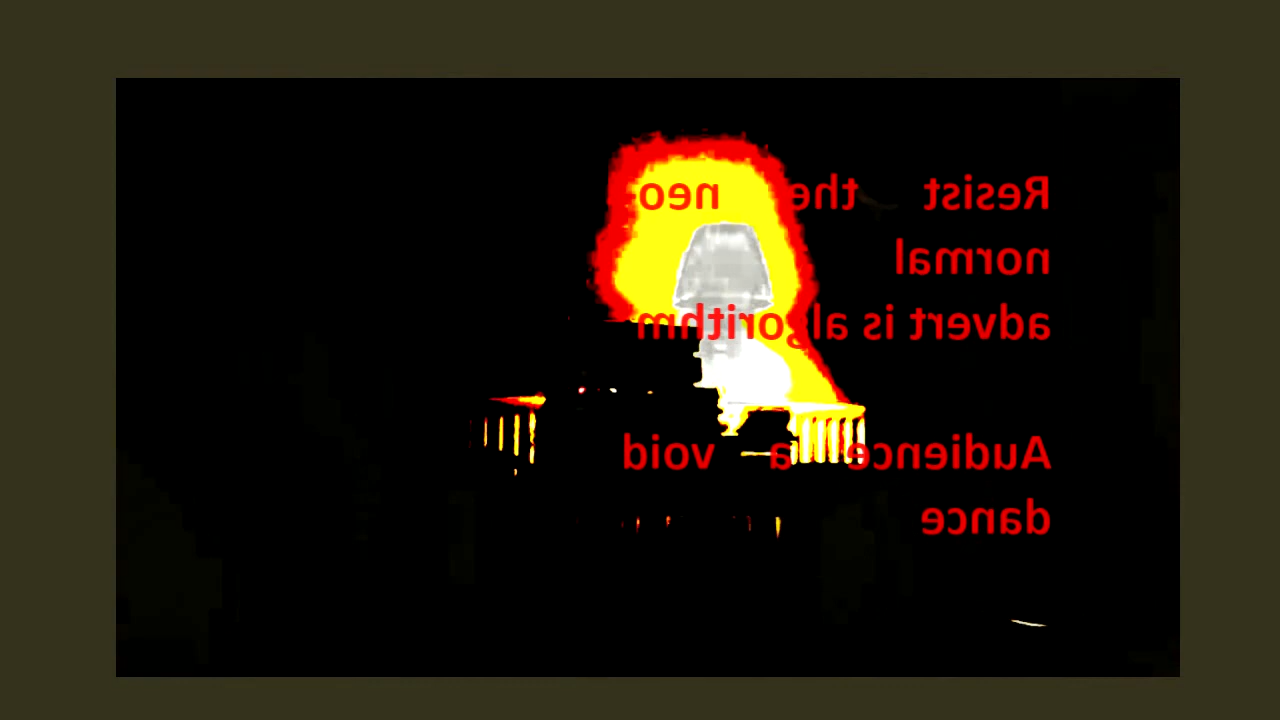 Resist the neo
normal
advert is algorithm
Audience a void
dance